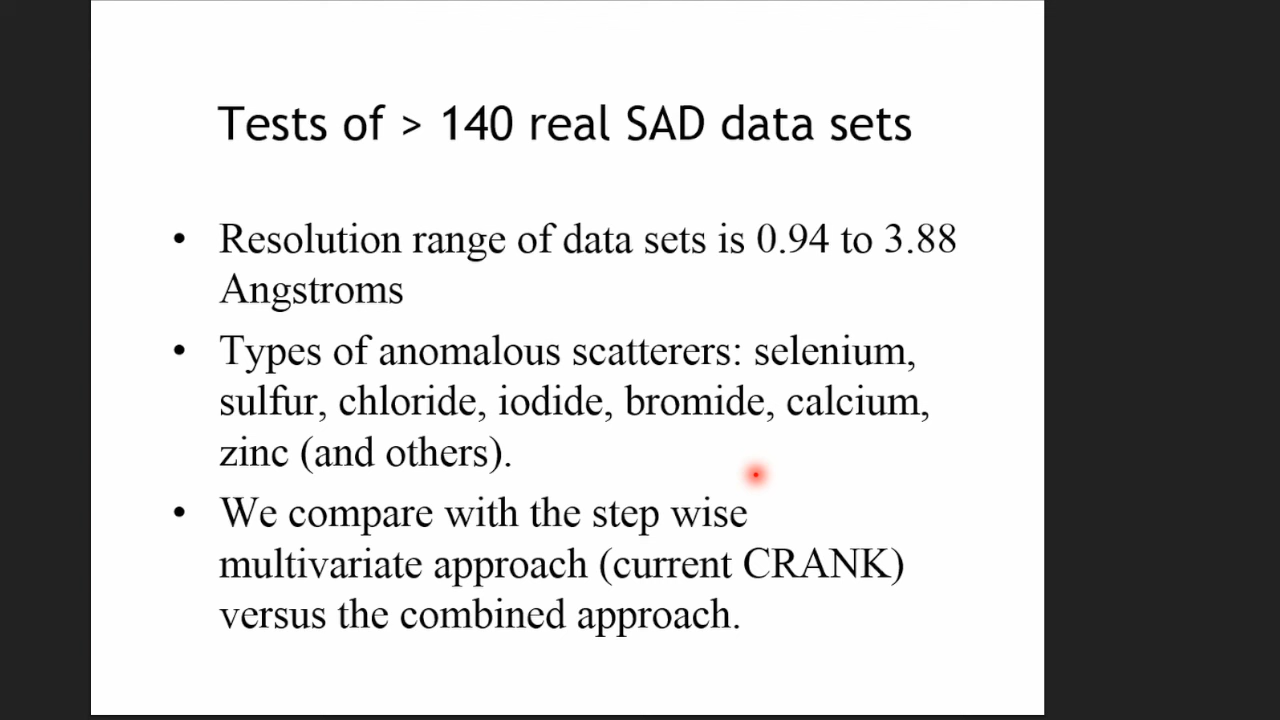 Tests of > 140 real SAD data sets
• Resolution range of data sets is 0.94 to 3.88
Angstroms
• Types of anomalous scatterers: selenium,
sulfur, chloride, iodide, bromide, calcium,
zinc (and others).
• We compare with the step wise
multivariate approach (current CRANK)
versus the combined approach.